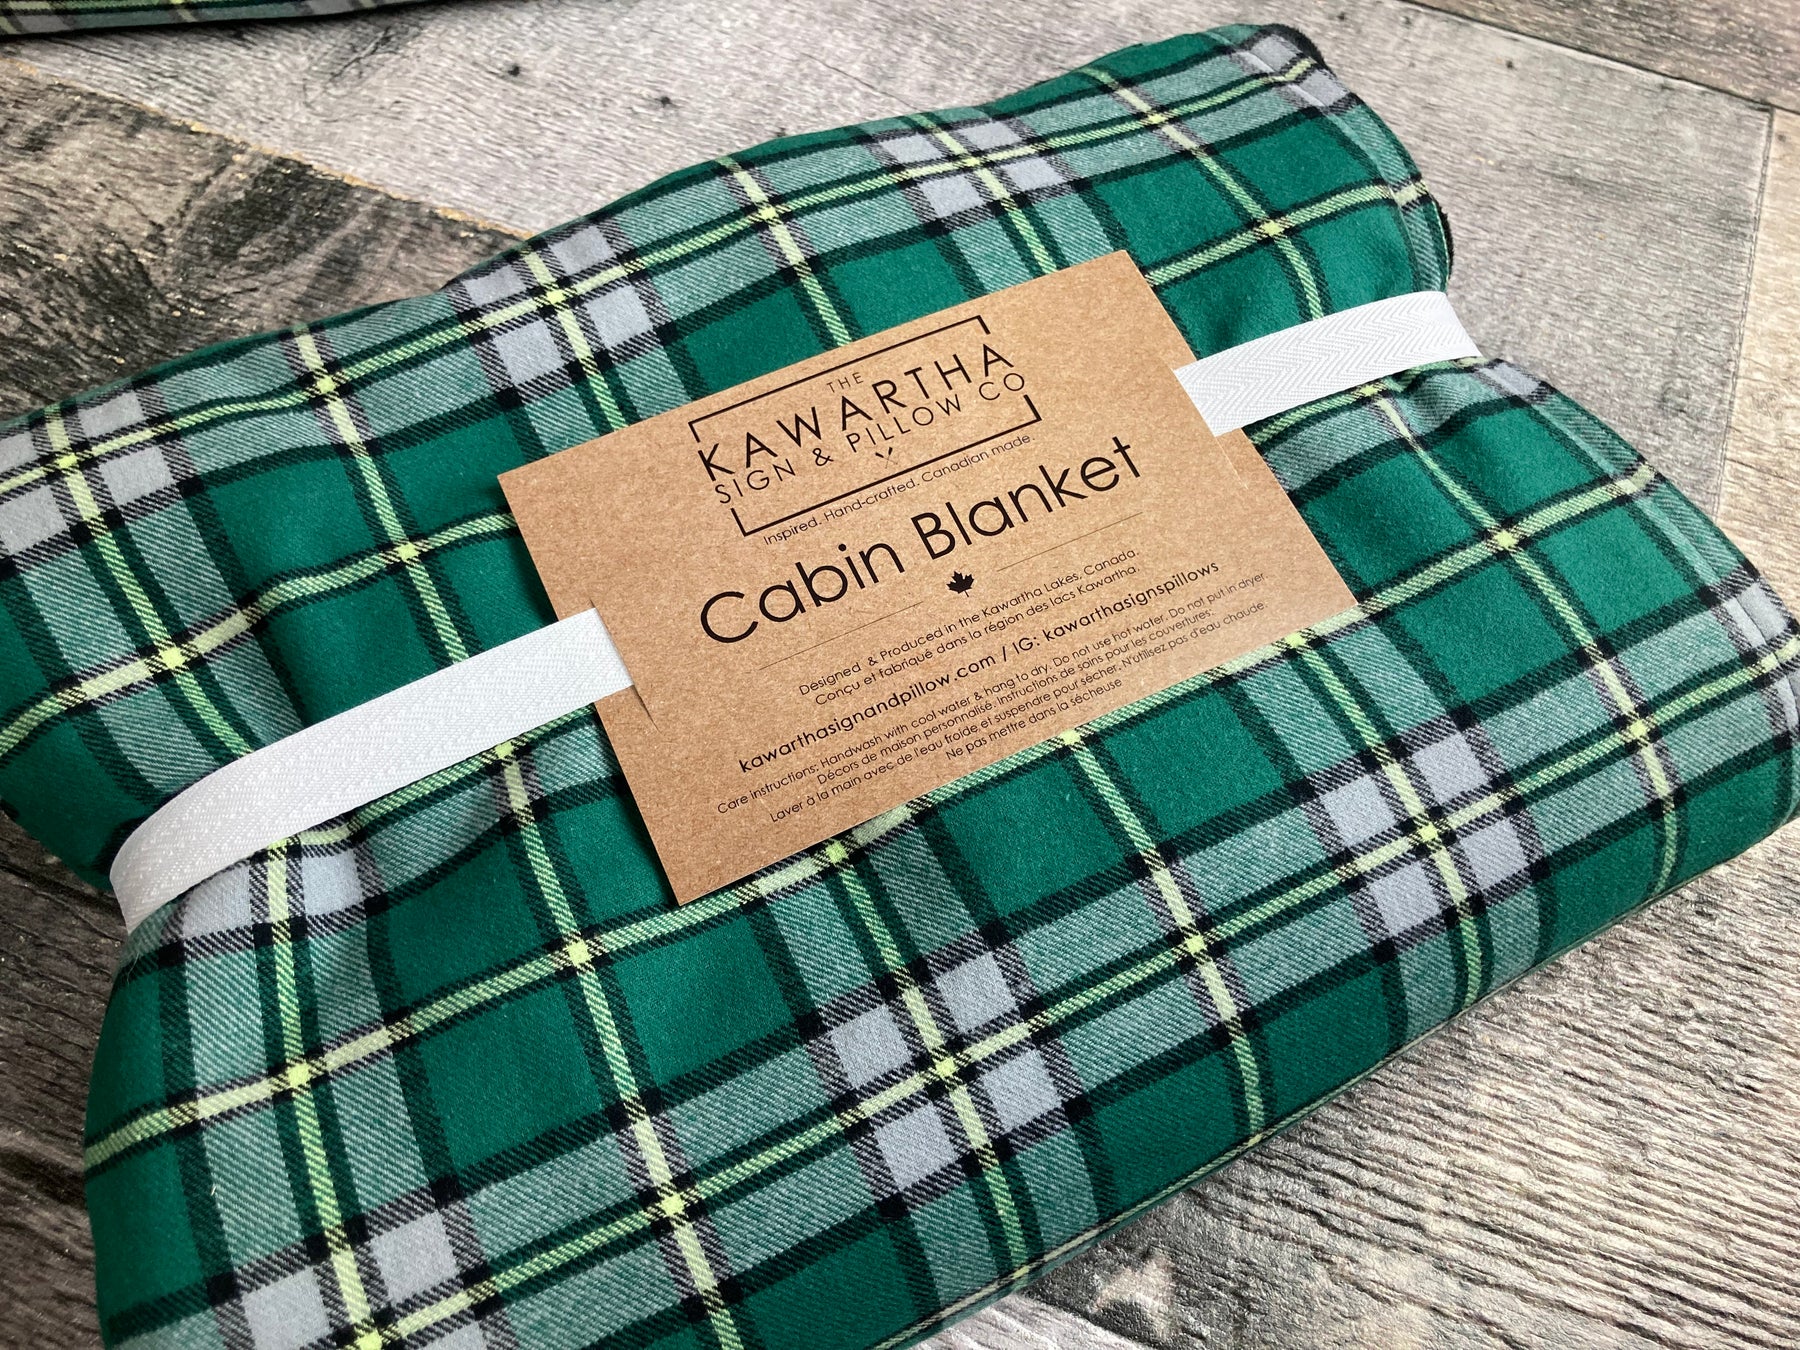 THE
KAWARTHA
SIGN & PILLOW CO
Inspired. Hand-crafted. Canadian made.
Cabin Blanket
Designed & Produced in the Kawartha Lakes, Canada.
Conçu et fabriqué dans la région des lacs Kawartha.
kawarthasignandpillow.com / IG: kawarthasignspillows
Care instructions: Handwash with cool water & hang to dry. Do not use hot water. Do not put in dryer.
Décors de maison personnalisé. Instructions de soins pour les couvertures:
Laver à la main avec de l'eau froide, et suspendre pour sécher. N'utilisez pas d'eau chaude.
Ne pas mettre dans la sécheuse